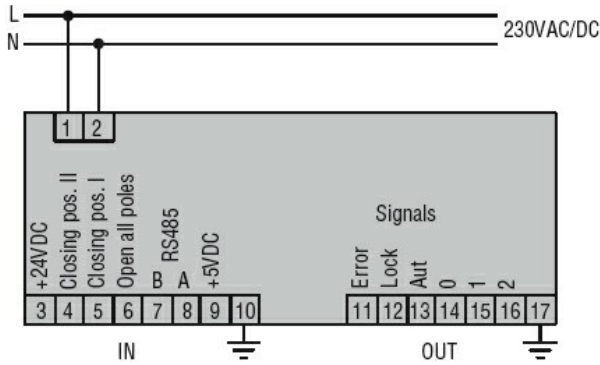 L
N
230VAC/DC
1 2
+24VDC
Closing pos. II
Closing pos. I
Open all poles
RS485
B A
+5VDC
Signals
Error
Lock
Aut
0
1
2
3 4 5 6 7 8 9 10
11 12 13 14 15 16 17
IN
OUT